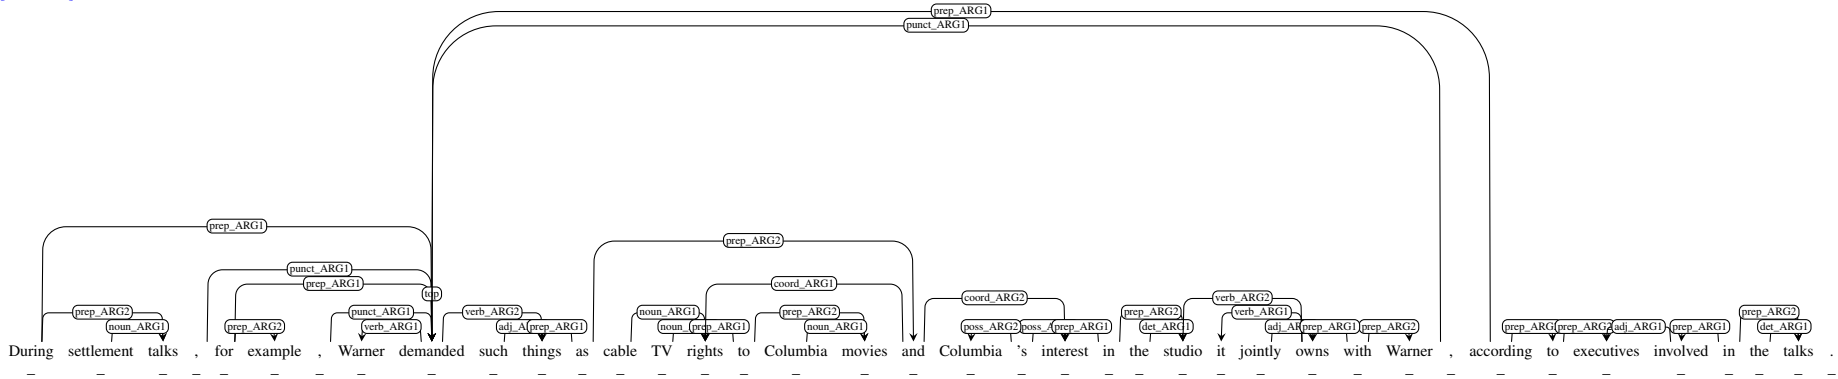 prep_ARG1
punct_ARG1
prep_ARG1
prep_ARG2
punct_ARG1
prep_ARG1 coord_ARG1
top coord_ARG2 verb_ARG2
prep_ARG2 punct_ARG1 verb_ARG2 noun_ARG1 prep_ARG2 prep_ARG2 verb_ARG1 prep_ARG2
noun_ARG1 prep_ARG2 verb_ARG1 prep_ARG1 prep_ARG1 noun_ARG1 poss_ARG2 prep_ARG1 det_ARG1 prep_ARG1 prep_ARG2 adj_ARG1 prep_ARG1 det_ARG1
During settlement talks , for example , Warner demanded such things as cable TV rights to Columbia movies and Columbia 's interest in the studio it jointly owns with Warner , according to executives involved in the talks .